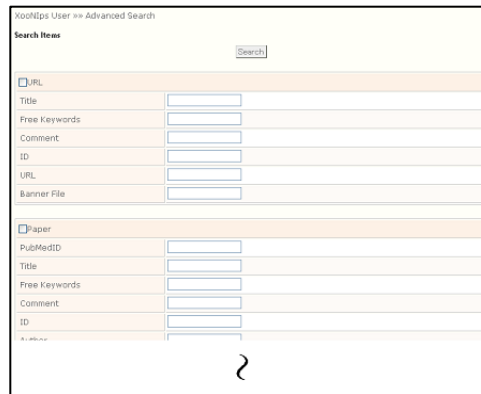 XooNIps User »» Advanced Search
Search Items
Search
URL
Title
Free Keywords
Comment
ID
URL
Banner File
Paper
PubMedID
Title
Free Keywords
Comment
ID
Author